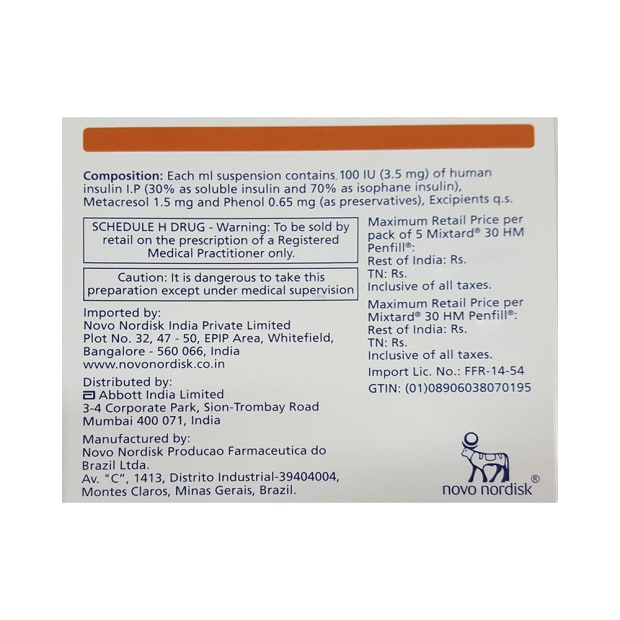 Composition: Each ml suspension contains 100 IU (3.5 mg) of human
insulin I.P (30% as soluble insulin and 70% as isophane insulin),
Metacresol 1.5 mg and Phenol 0.65 mg (as preservatives), Excipients q.s.
SCHEDULE H DRUG - Warning: To be sold by
retail on the prescription of a Registered
Medical Practitioner only.
Caution: It is dangerous to take this
preparation except under medical supervision
Imported by:
Novo Nordisk India Private Limited
Plot No. 32, 47 - 50, EPIP Area, Whitefield,
Bangalore - 560 066, India
www.novonordisk.co.in
Distributed by:
Abbott India Limited
3-4 Corporate Park, Sion-Trombay Road
Mumbai 400 071, India
Manufactured by:
Novo Nordisk Producao Farmaceutica do
Brazil Ltda.
Av. "C", 1413, Distrito Industrial-39404004,
Montes Claros, Minas Gerais, Brazil.
Maximum Retail Price per
pack of 5 Mixtard® 30 HM
Penfill®:
Rest of India: Rs.
TN: Rs.
Inclusive of all taxes.
Maximum Retail Price per
Mixtard® 30 HM Penfill®:
Rest of India: Rs.
TN: Rs.
Inclusive of all taxes.
Import Lic. No.: FFR-14-54
GTIN: (01)08906038070195
novo nordisk®